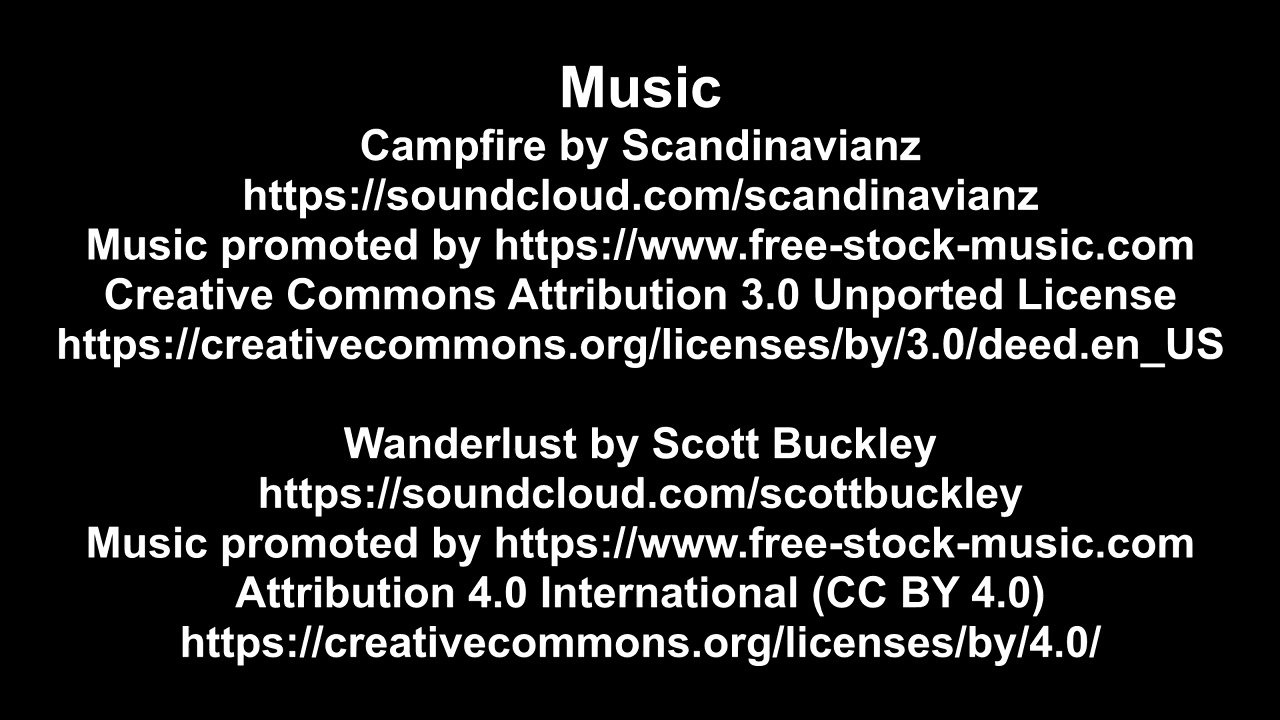 Music
Campfire by Scandinavianz
https://soundcloud.com/scandinavianz
Music promoted by https://www.free-stock-music.com
Creative Commons Attribution 3.0 Unported License
https://creativecommons.org/licenses/by/3.0/deed.en_US
Wanderlust by Scott Buckley
https://soundcloud.com/scottbuckley
Music promoted by https://www.free-stock-music.com
Attribution 4.0 International (CC BY 4.0)
https://creativecommons.org/licenses/by/4.0/